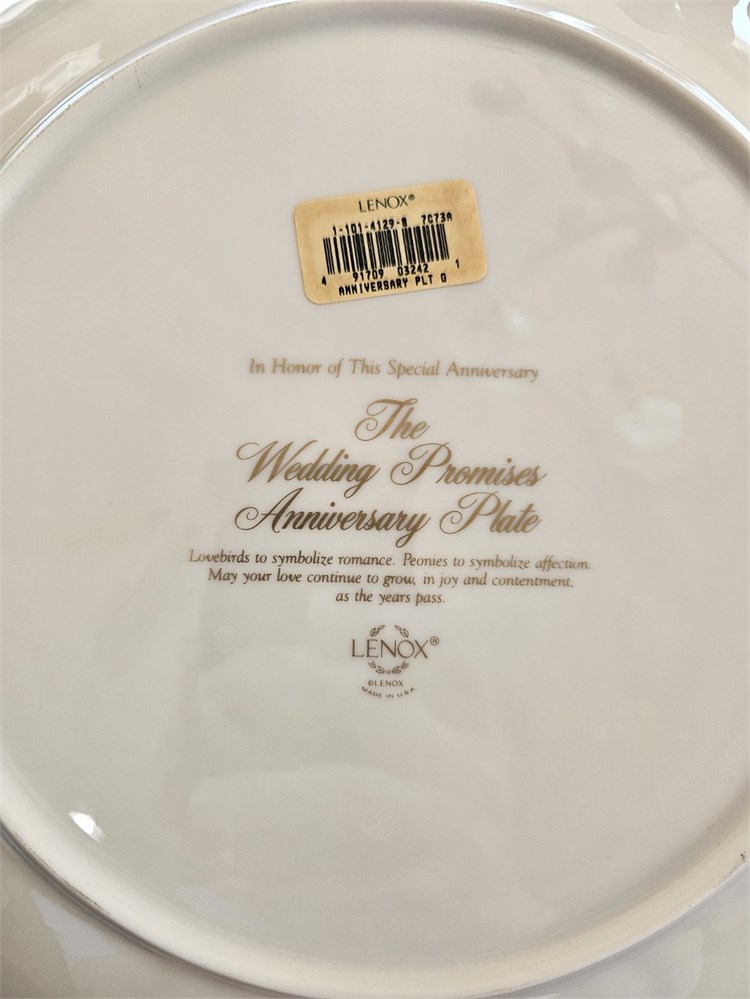 LENOX®
1-101-4129-8 7C73A
4 91709 03242 1
ANNIVERSARY PLT G
In Honor of This Special Anniversary
The
Wedding Promises
Anniversary Plate
Lovebirds to symbolize romance. Peonies to symbolize affection.
May your love continue to grow, in joy and contentment,
as the years pass.
LENOX®
©LENOX
MADE IN U.S.A.